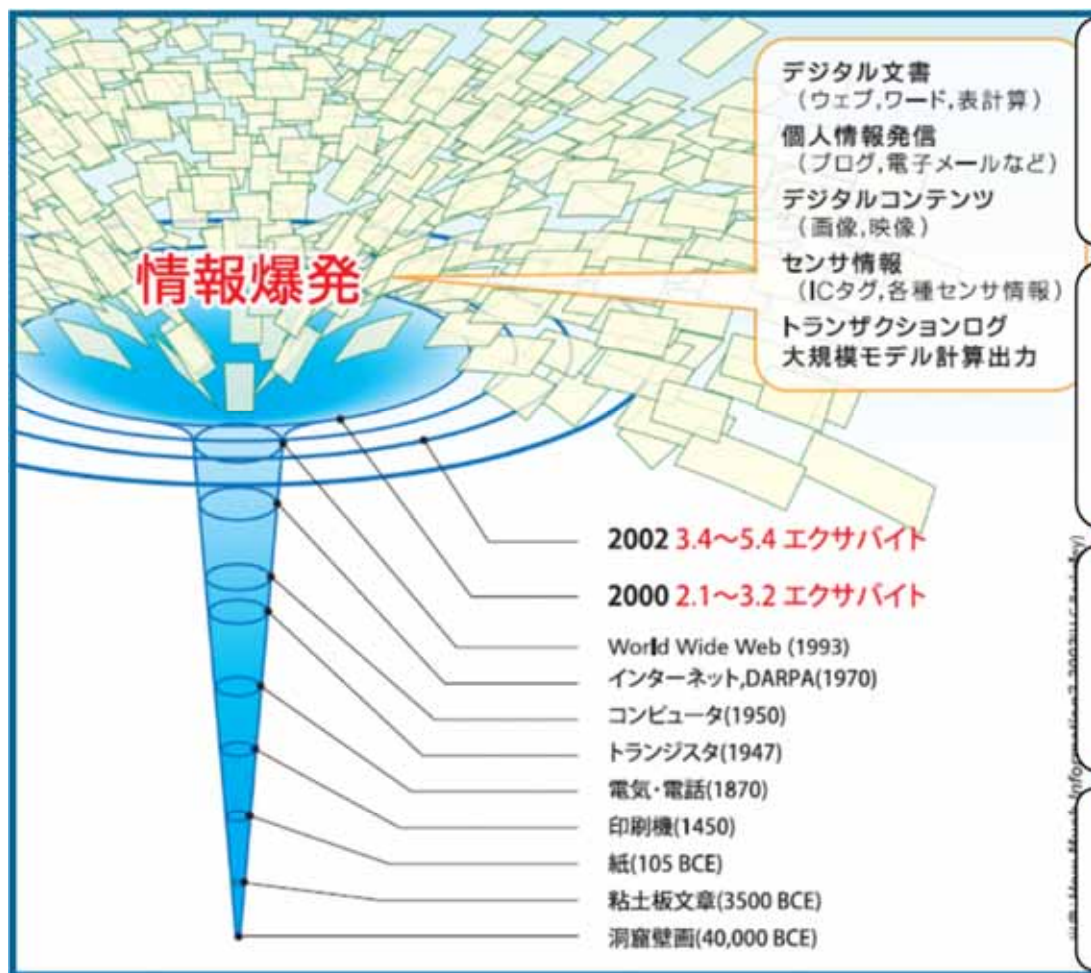 デジタル文書
(ウェブ,ワード,表計算)
個人情報発信
(ブログ,電子メールなど)
デジタルコンテンツ
(画像,映像)
センサ情報
(ICタグ,各種センサ情報)
トランザクションログ
大規模モデル計算出力
情報爆発
2002 3.4～5.4 エクサバイト
2000 2.1～3.2 エクサバイト
World Wide Web (1993)
インターネット,DARPA(1970)
コンピュータ(1950)
トランジスタ(1947)
電気・電話(1870)
印刷機(1450)
紙(105 BCE)
粘土板文章(3500 BCE)
洞窟壁画(40,000 BCE)